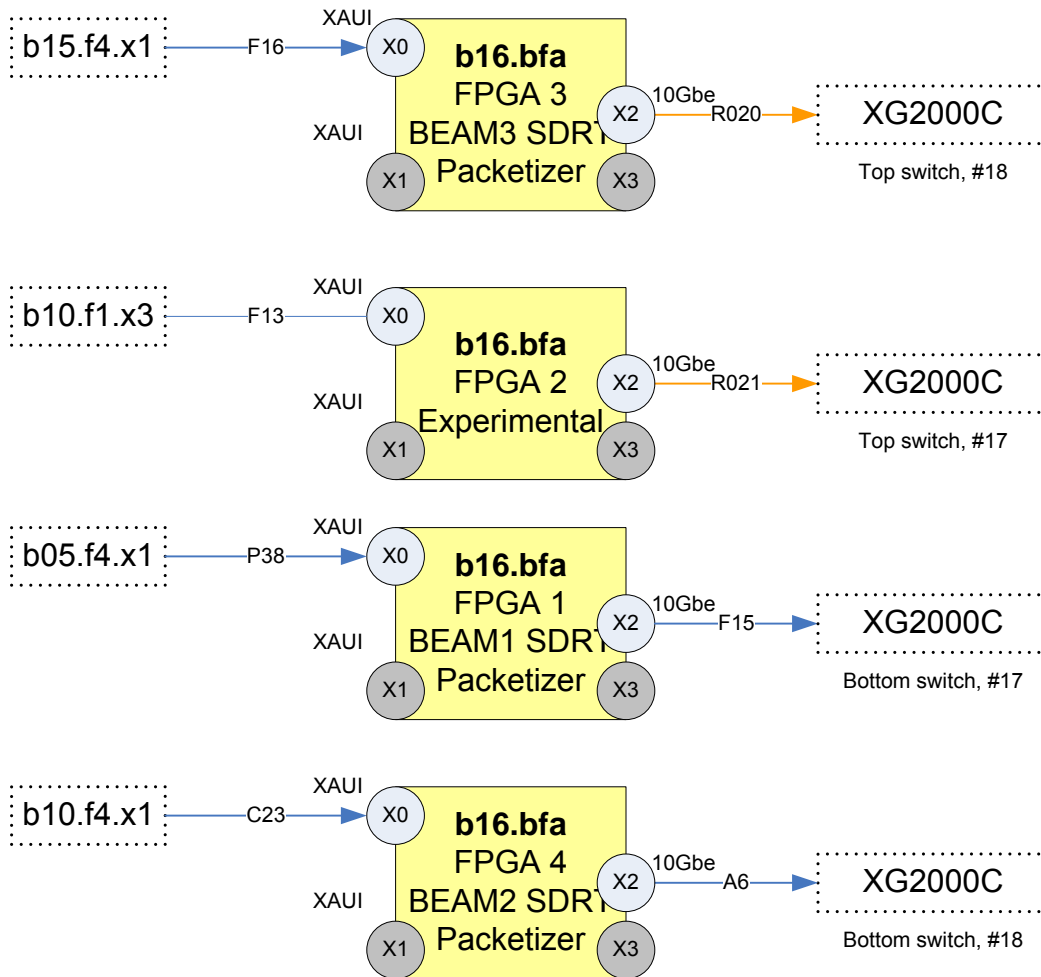 XAUI
b15.f4.x1
F16
X0
b16.bfa
FPGA 3
BEAM3 SDRT
Packetizer
XAUI
X1
10Gbe
X2
R020
XG2000C
X3
Top switch, #18
XAUI
b10.f1.x3
F13
X0
b16.bfa
FPGA 2
Experimental
XAUI
X1
10Gbe
X2
R021
XG2000C
X3
Top switch, #17
XAUI
b05.f4.x1
P38
X0
b16.bfa
FPGA 1
BEAM1 SDRT
Packetizer
XAUI
X1
10Gbe
X2
F15
XG2000C
X3
Bottom switch, #17
XAUI
b10.f4.x1
C23
X0
b16.bfa
FPGA 4
BEAM2 SDRT
Packetizer
XAUI
X1
10Gbe
X2
A6
XG2000C
X3
Bottom switch, #18